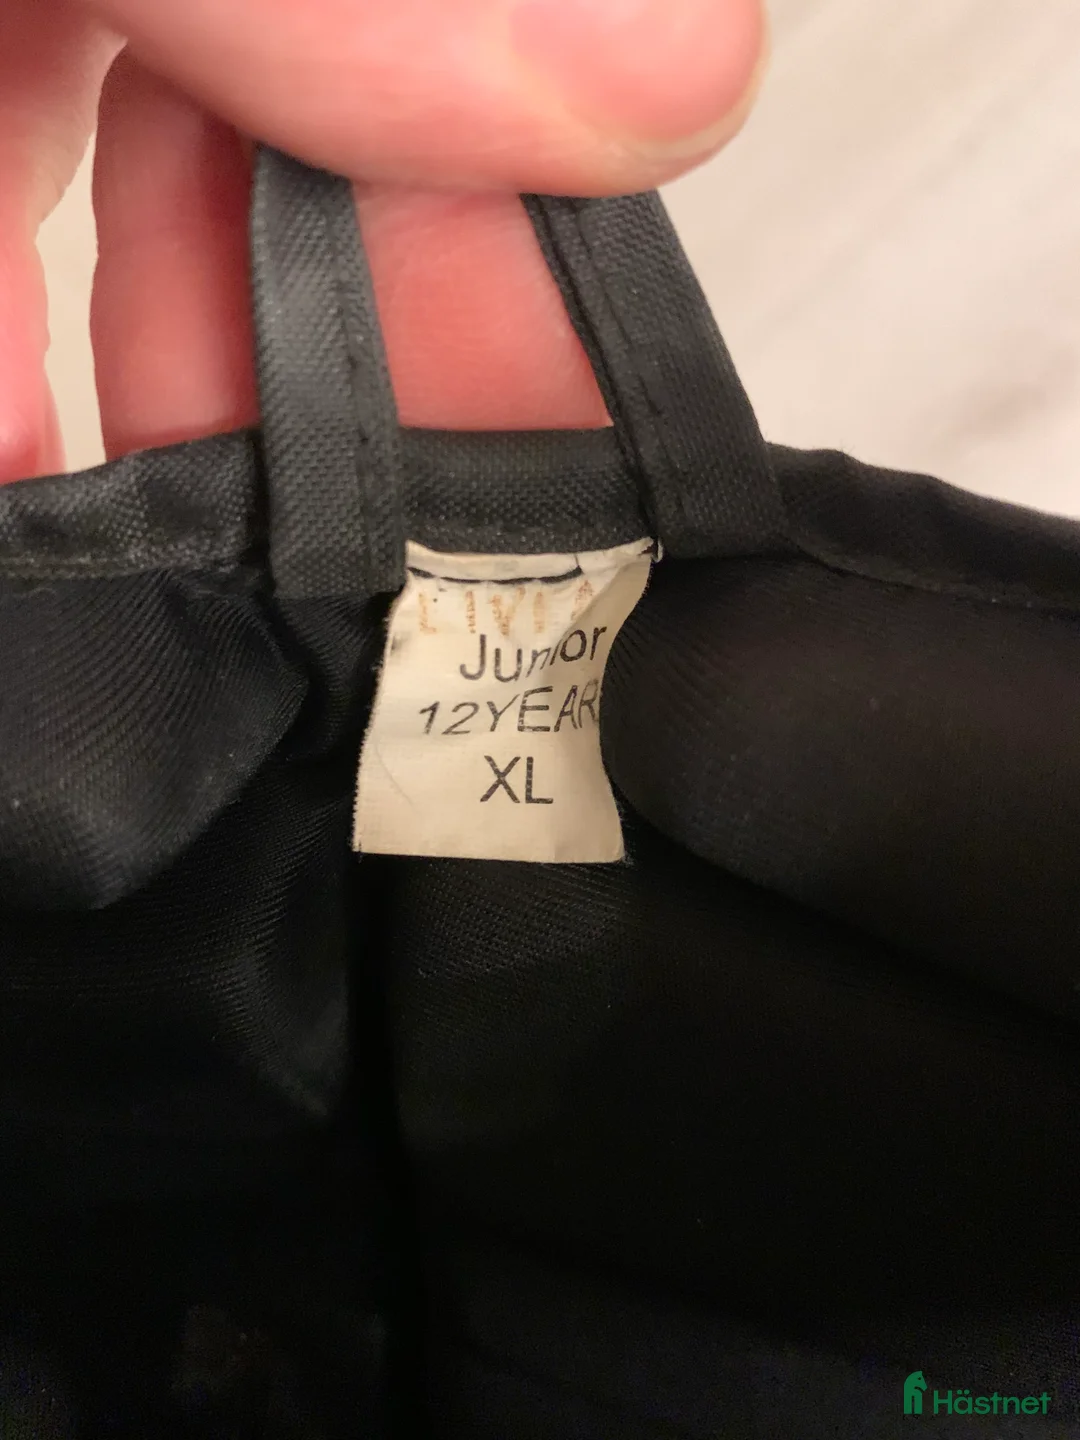 Junior
12YEAR
XL
Hästnet